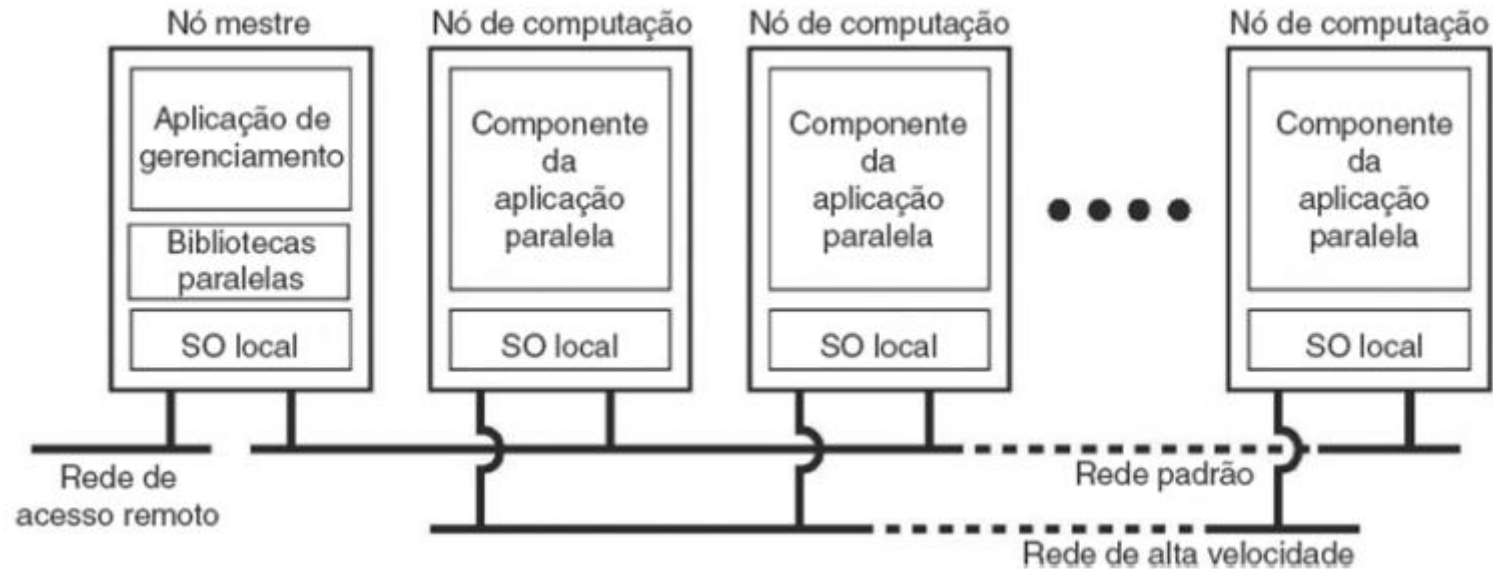 Nó mestre
Nó de computação
Nó de computação
Nó de computação
Aplicação de
gerenciamento
Bibliotecas
paralelas
SO local
Componente
da
aplicação
paralela
SO local
Componente
da
aplicação
paralela
SO local
Componente
da
aplicação
paralela
SO local
Rede de
acesso remoto
Rede padrão
Rede de alta velocidade